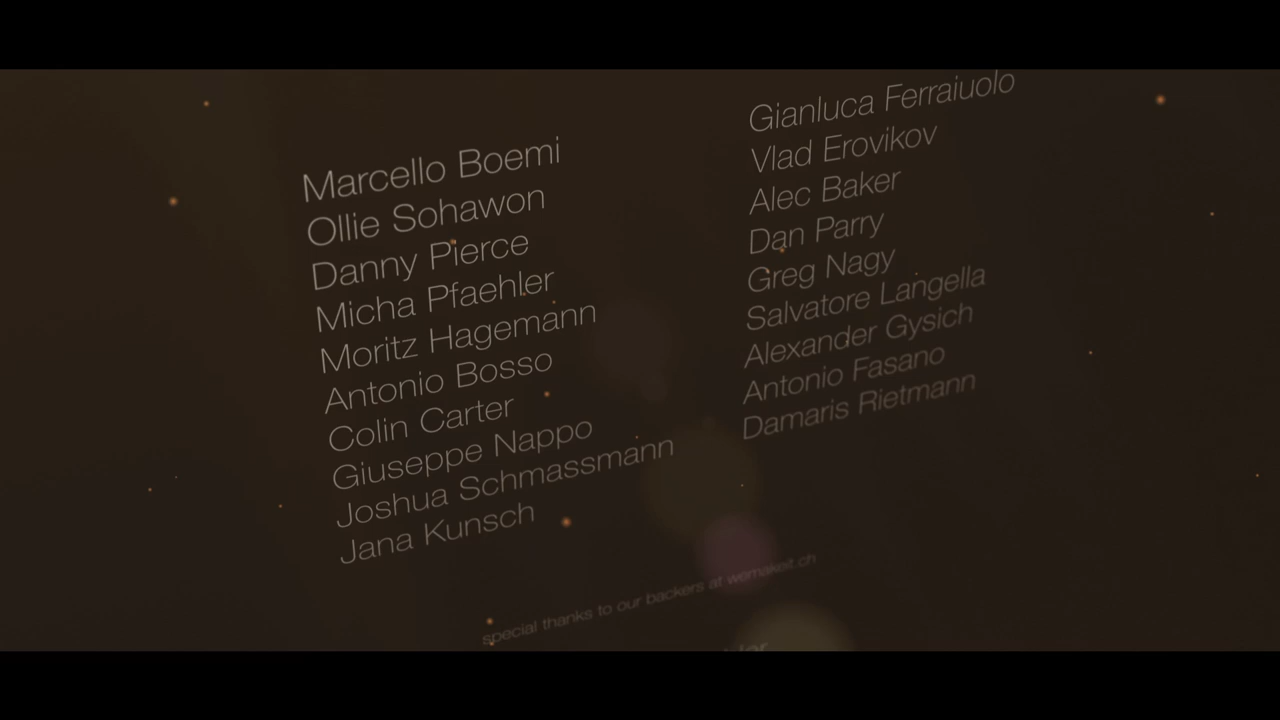 Marcello Boemi
Ollie Sohawon
Danny Pierce
Micha Pfaehler
Moritz Hagemann
Antonio Bosso
Colin Carter
Giuseppe Nappo
Joshua Schmassmann
Jana Kunsch
Gianluca Ferraiuolo
Vlad Erovikov
Alec Baker
Dan Parry
Greg Nagy
Salvatore Langella
Alexander Gysich
Antonio Fasano
Damaris Rietmann
special thanks to our backers at wemakeit.ch